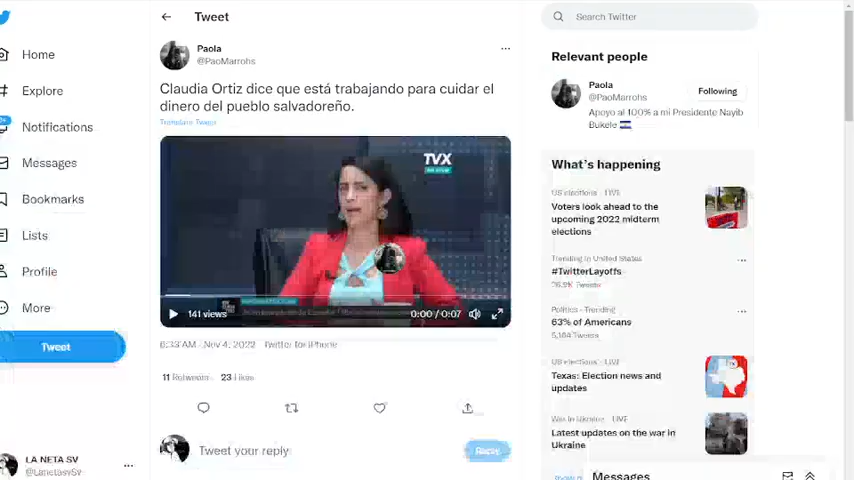 Tweet
Search Twitter
Home
Explore
Notifications
Messages
Bookmarks
Lists
Profile
More
Tweet
LA NETA SV
@LanetasvSv
Paola
@PaoMarrohs
Claudia Ortiz dice que está trabajando para cuidar el
dinero del pueblo salvadoreño.
Translate Tweet
TVX
141 views
0:00 / 0:07
6:33 AM · Nov 4, 2022 · Twitter for iPhone
11 Retweets 23 Likes
Tweet your reply
Relevant people
Paola
@PaoMarrohs
Following
Apoyo al 100% a mi Presidente Nayib
Bukele
What's happening
US elections · LIVE
Voters look ahead to the
upcoming 2022 midterm
elections
Trending in United States
#TwitterLayoffs
Politics · Trending
63% of Americans
US elections · LIVE
Texas: Election news and
updates
War in Ukraine · LIVE
Latest updates on the war in
Ukraine
Messages